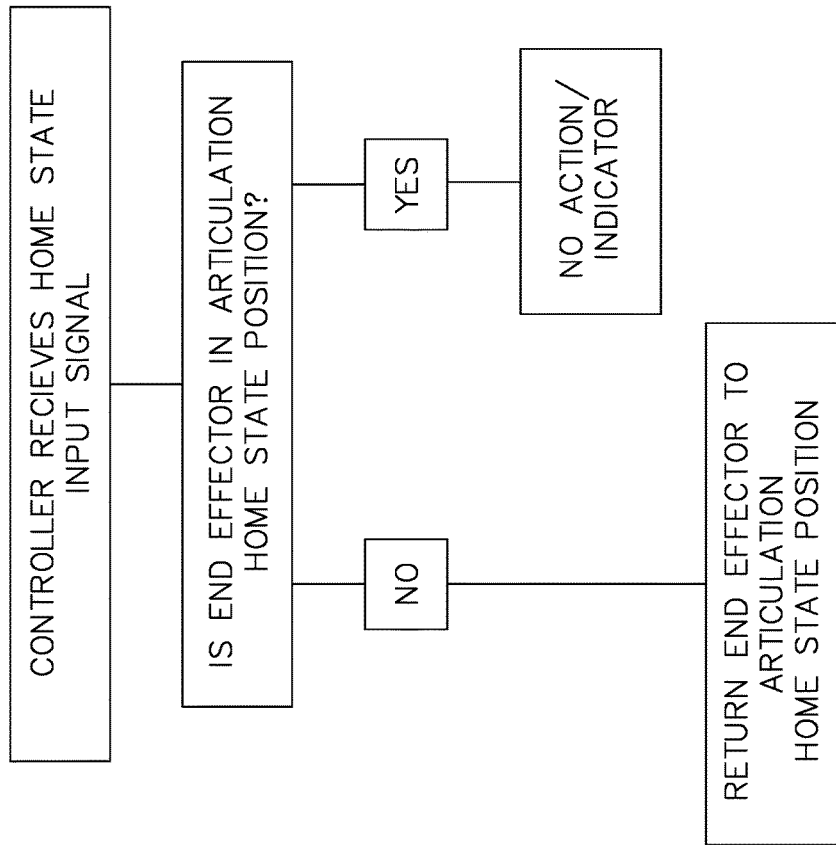 CONTROLLER RECIEVES HOME STATE
INPUT SIGNAL
IS END EFFECTOR IN ARTICULATION
HOME STATE POSITION?
NO
YES
NO ACTION/
INDICATOR
RETURN END EFFECTOR TO
ARTICULATION
HOME STATE POSITION